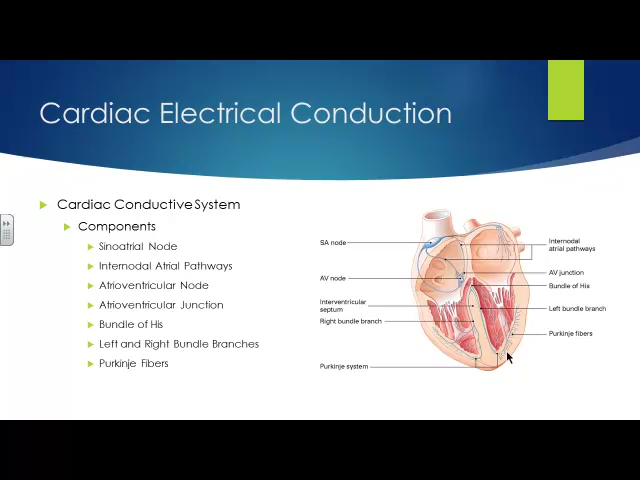 Cardiac Electrical Conduction
Cardiac Conductive System
Components
Sinoatrial Node
Internodal Atrial Pathways
Atrioventricular Node
Atrioventricular Junction
Bundle of His
Left and Right Bundle Branches
Purkinje Fibers
SA node
AV node
Interventricular
septum
Right bundle branch
Purkinje system
Internodal
atrial pathways
AV junction
Bundle of His
Left bundle branch
Purkinje fibers